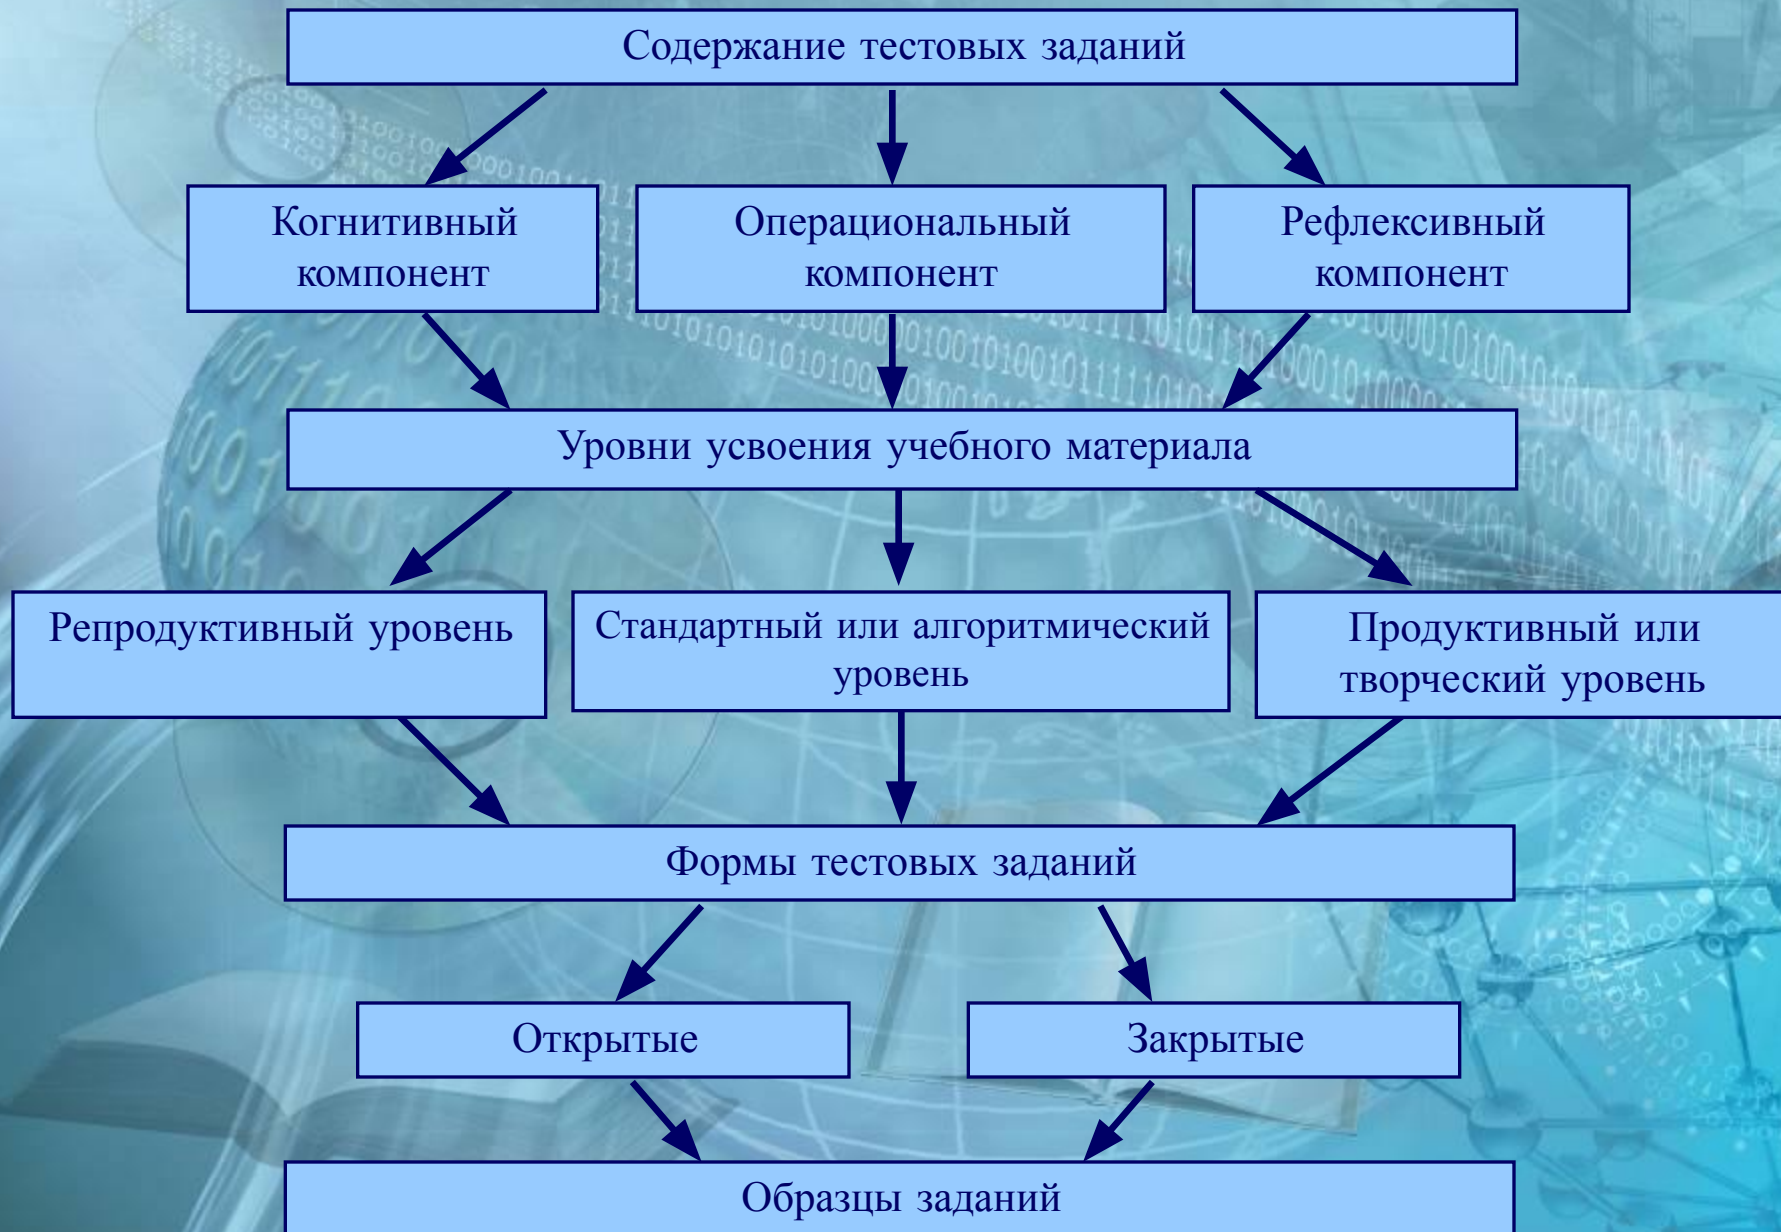 Содержание тестовых заданий
Когнитивный
компонент
Операциональный
компонент
Рефлексивный
компонент
Уровни усвоения учебного материала
Репродуктивный уровень
Стандартный или алгоритмический
уровень
Продуктивный или
творческий уровень
Формы тестовых заданий
Открытые
Закрытые
Образцы заданий